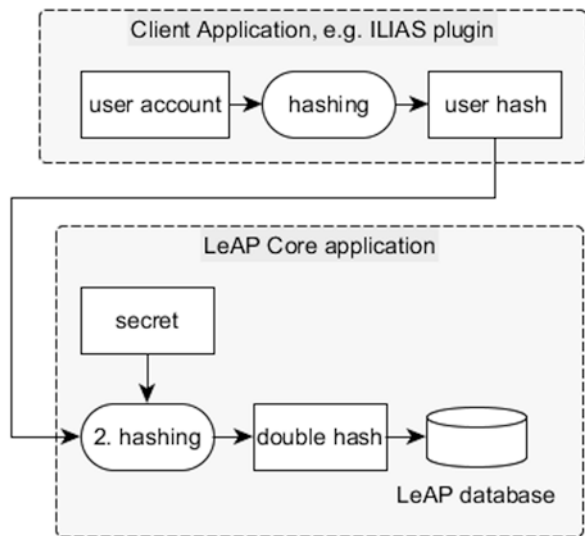 Client Application, e.g. ILIAS plugin
user account
hashing
user hash
LeAP Core application
secret
2. hashing
double hash
LeAP database